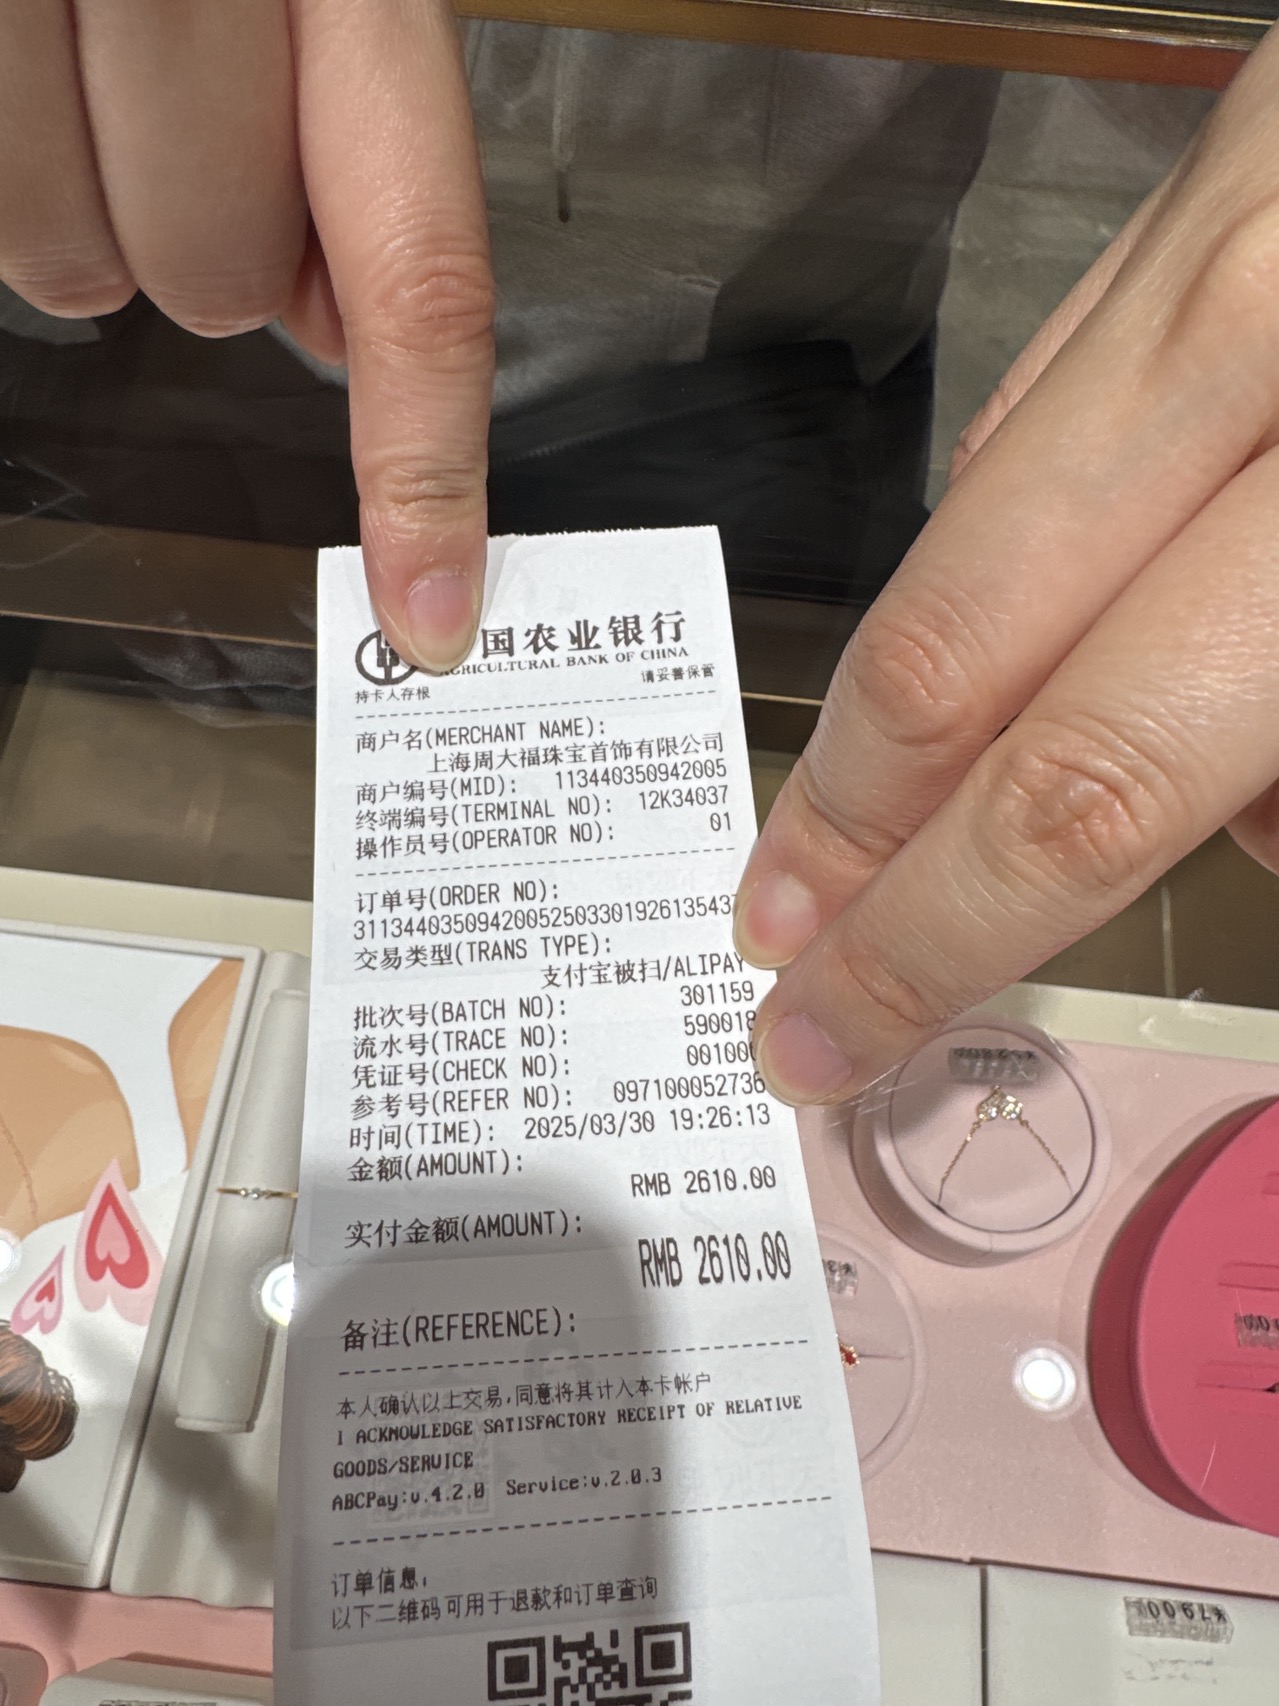 国农业银行
AGRICULTURAL BANK OF CHINA
持卡人存根 请妥善保管
商户名(MERCHANT NAME):
上海周大福珠宝首饰有限公司
商户编号(MID): 113440350942005
终端编号(TERMINAL NO): 12K34037
操作员号(OPERATOR NO): 01
订单号(ORDER NO):
3113440350942005250330192613543
交易类型(TRANS TYPE):
支付宝被扫/ALIPAY
批次号(BATCH NO): 301159
流水号(TRACE NO): 590018
凭证号(CHECK NO): 00100
参考号(REFER NO): 097100052736
时间(TIME): 2025/03/30 19:26:13
金额(AMOUNT):
RMB 2610.00
实付金额(AMOUNT):
RMB 2610.00
备注(REFERENCE):
本人确认以上交易,同意将其计入本卡帐户
I ACKNOWLEDGE SATISFACTORY RECEIPT OF RELATIVE
GOODS/SERVICE
ABCPay:v.4.2.0 Service:v.2.0.3
订单信息:
以下二维码可用于退款和订单查询